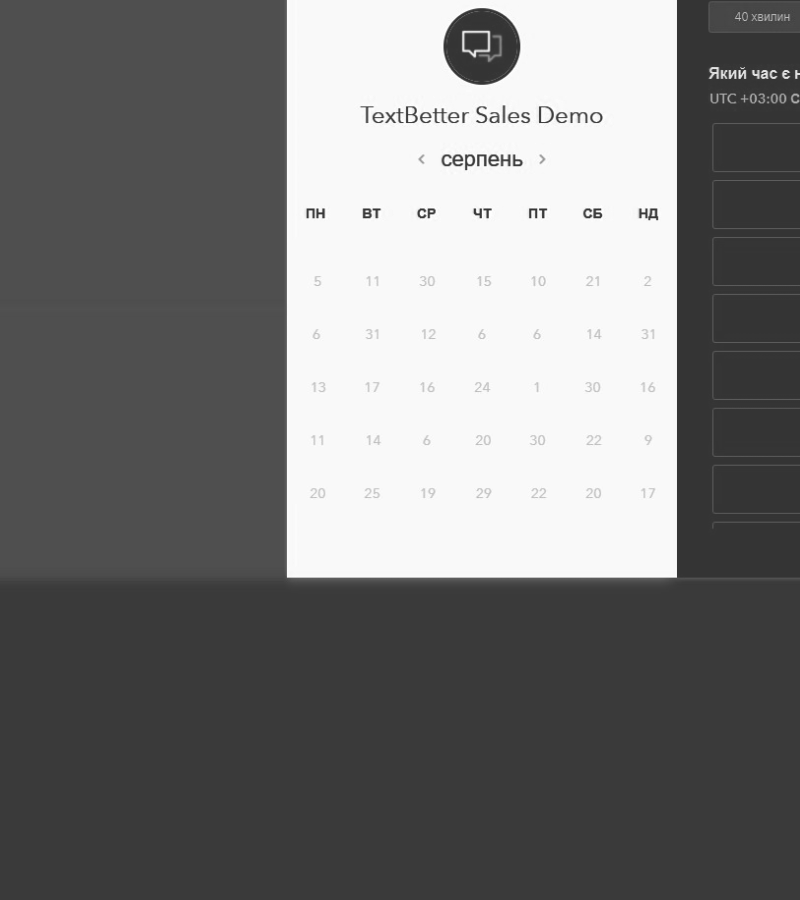 TextBetter Sales Demo
серпень
ПН ВТ СР ЧТ ПТ СБ НД
5 11 30 15 10 21 2
6 31 12 6 6 14 31
13 17 16 24 1 30 16
11 14 6 20 30 22 9
20 25 19 29 22 20 17
40 хвилин
Який час є
UTC +03:00